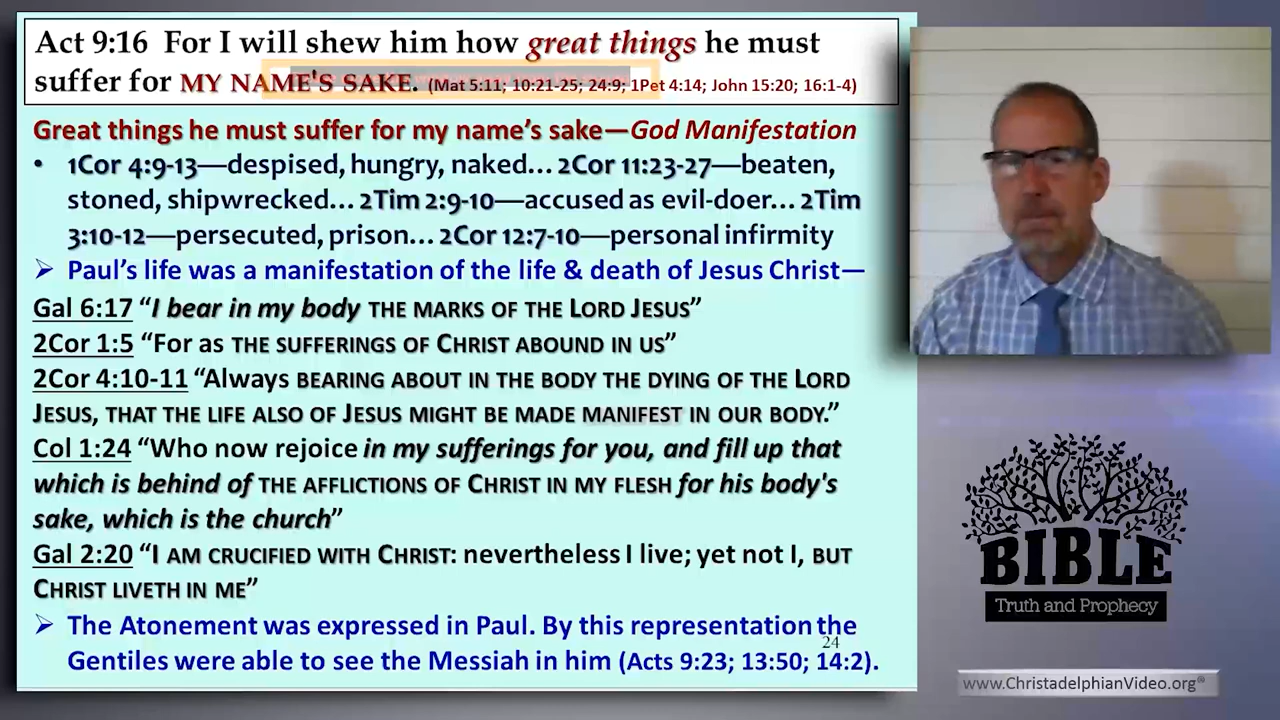 Act 9:16 For I will shew him how great things he must
suffer for MY NAME'S SAKE. (Mat 5:11; 10:21-25; 24:9; 1Pet 4:14; John 15:20; 16:1-4)
Great things he must suffer for my name's sake—God Manifestation
• 1Cor 4:9-13—despised, hungry, naked... 2Cor 11:23-27—beaten,
stoned, shipwrecked... 2Tim 2:9-10—accused as evil-doer... 2Tim
3:10-12—persecuted, prison... 2Cor 12:7-10—personal infirmity
➢ Paul's life was a manifestation of the life & death of Jesus Christ—
Gal 6:17 “I bear in my body THE MARKS OF THE LORD JESUS”
2Cor 1:5 “For as THE SUFFERINGS OF CHRIST ABOUND IN US”
2Cor 4:10-11 “Always BEARING ABOUT IN THE BODY THE DYING OF THE LORD
JESUS, THAT THE LIFE ALSO OF JESUS MIGHT BE MADE MANIFEST IN OUR BODY.”
Col 1:24 “Who now rejoice in my sufferings for you, and fill up that
which is behind of THE AFFLICTIONS OF CHRIST IN MY FLESH for his body's
sake, which is the church”
Gal 2:20 “I AM CRUCIFIED WITH CHRIST: nevertheless I live; yet not I, BUT
CHRIST LIVETH IN ME”
➢ The Atonement was expressed in Paul. By this representation the
Gentiles were able to see the Messiah in him (Acts 9:23; 13:50; 14:2).
24
BIBLE
Truth and Prophecy
www.ChristadelphianVideo.org®